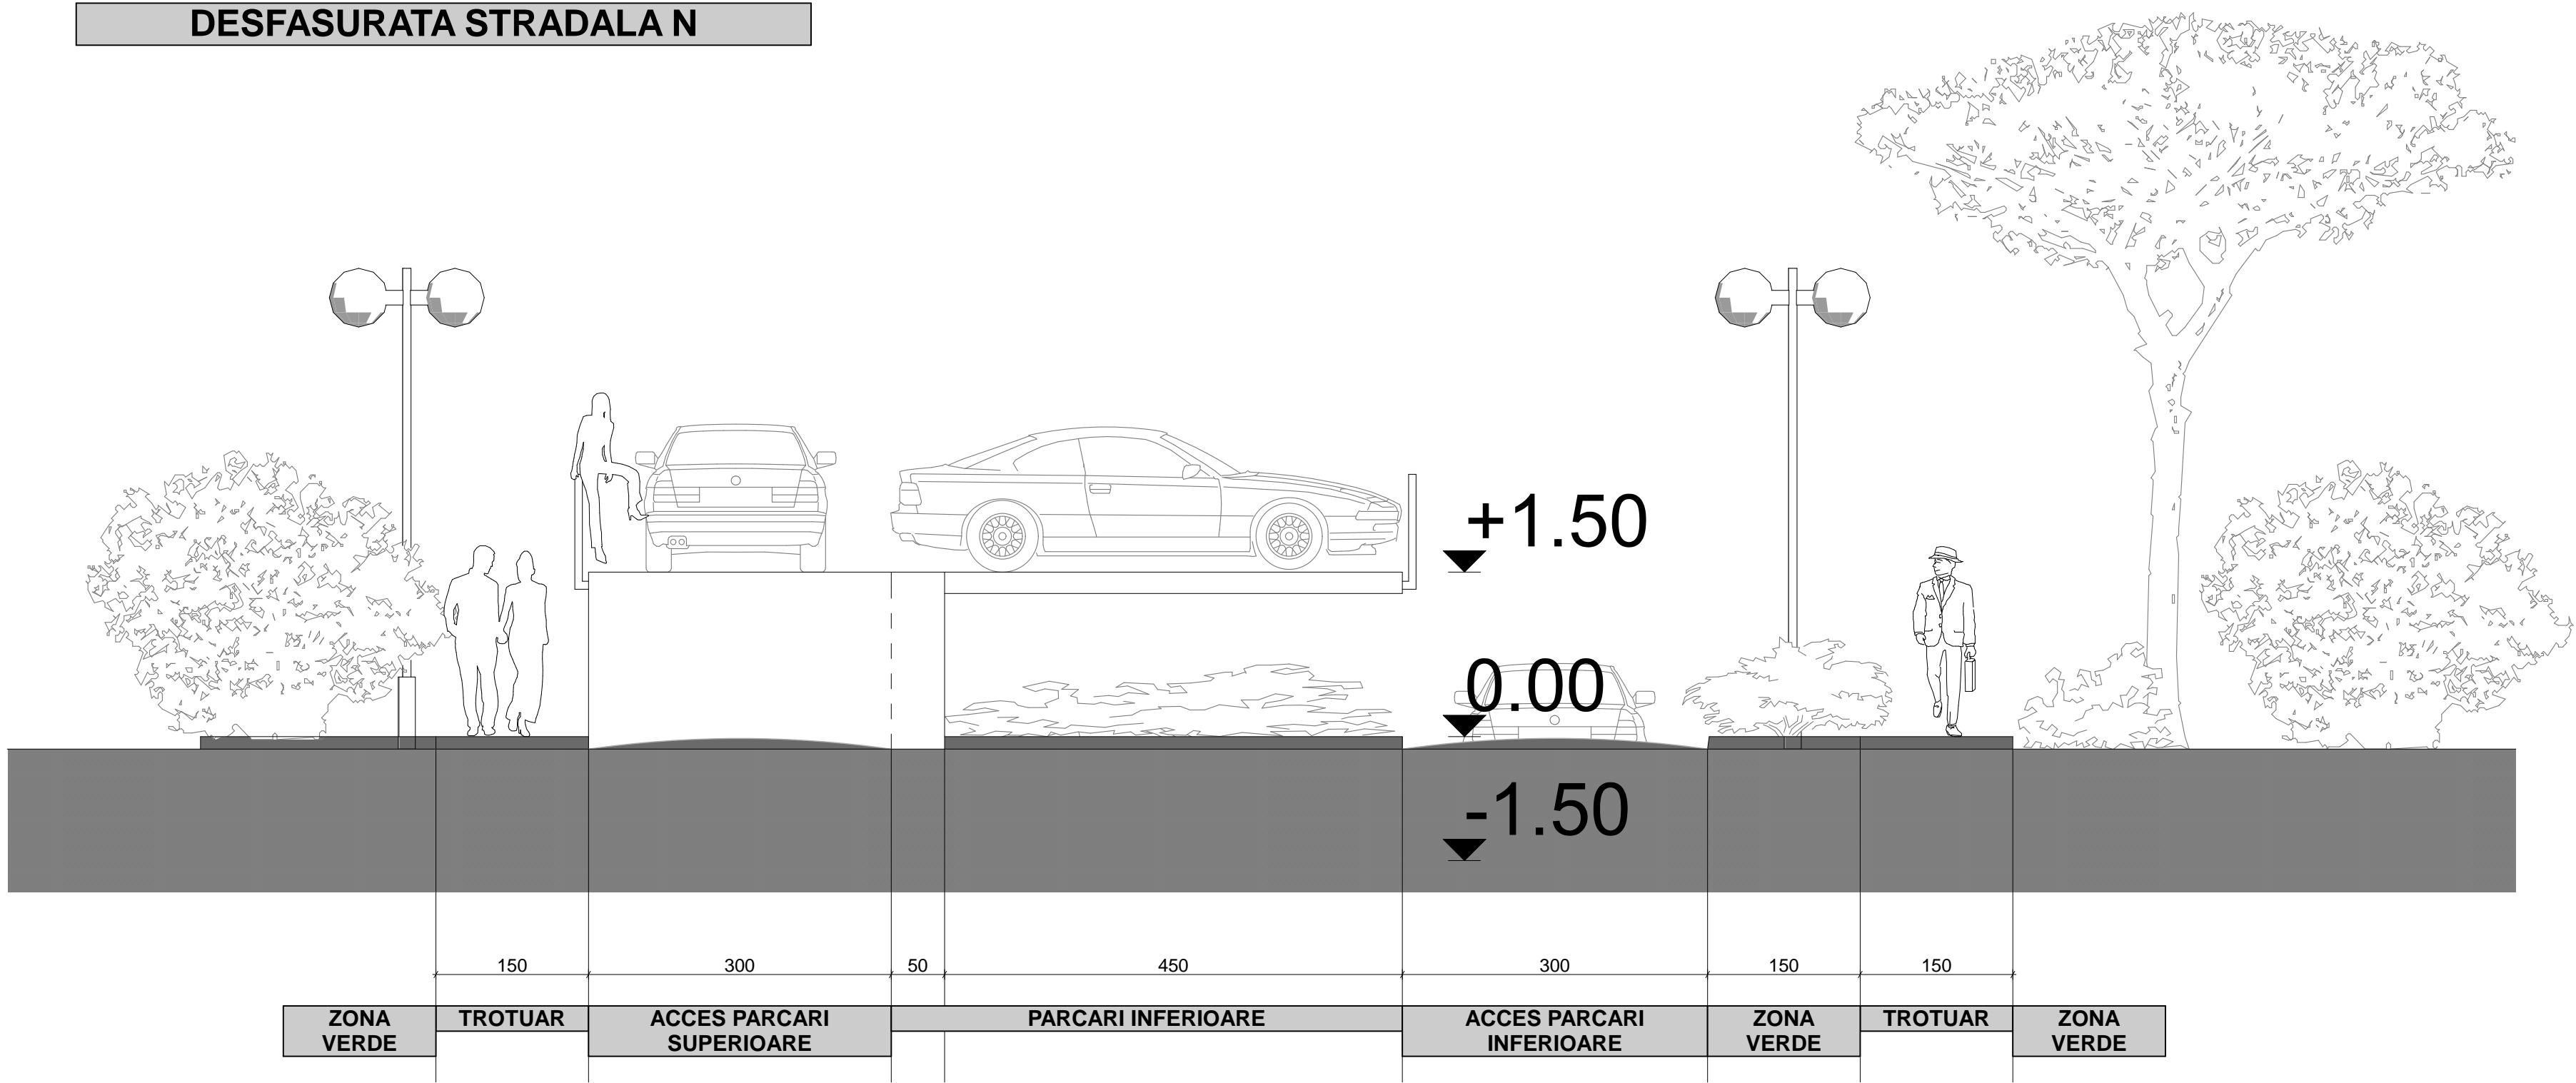 DESFASURATA STRADALA N
+1.50
0.00
-1.50
150
300
50
450
300
150
150
ZONA
VERDE
TROTUAR
ACCES PARCARI
SUPERIOARE
PARCARI INFERIOARE
ACCES PARCARI
INFERIOARE
ZONA
VERDE
TROTUAR
ZONA
VERDE